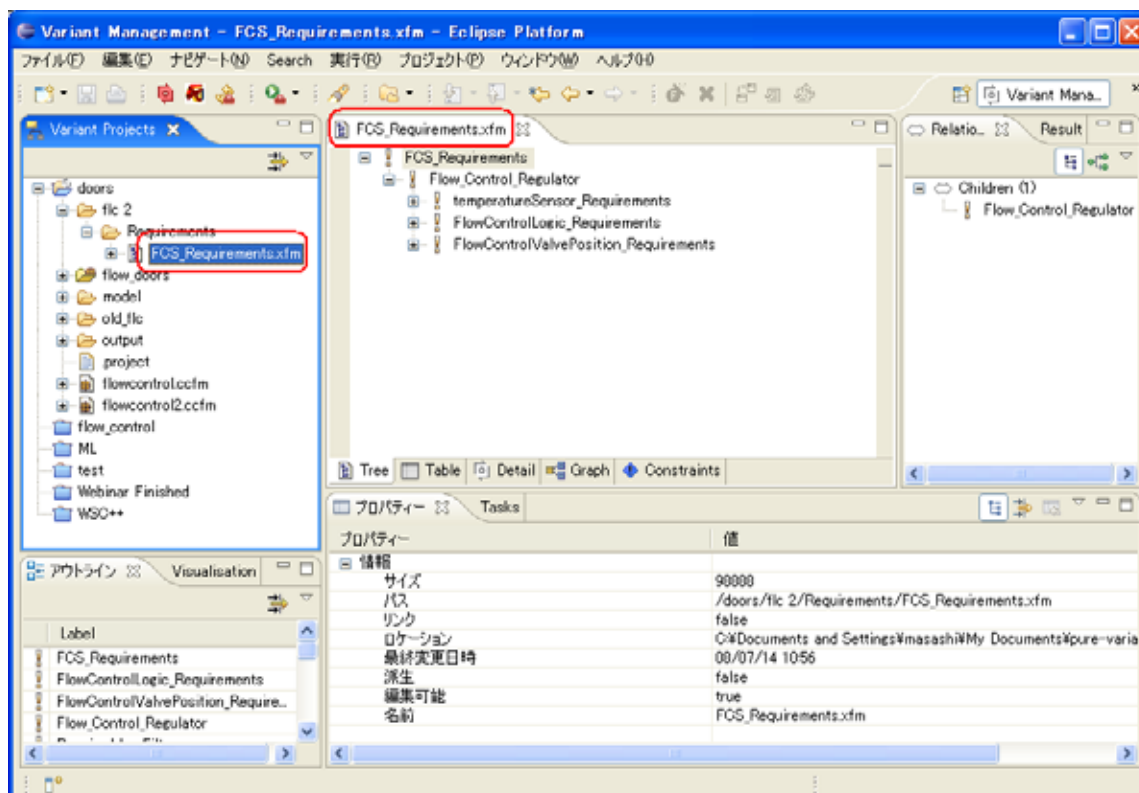 Variant Management - FCS_Requirements.xfm - Eclipse Platform
ファイル(F) 編集(E) ナビゲート(N) Search 実行(R) プロジェクト(P) ウィンドウ(W) ヘルプ(H)
Variant Mana...
Variant Projects
doors
flc 2
Requirements
FCS_Requirements.xfm
flow_doors
model
old_flc
output
.project
flowcontrol.ccfm
flowcontrol2.ccfm
flow_control
ML
test
Webinar Finished
WSC++
FCS_Requirements.xfm
FCS_Requirements
Flow_Control_Regulator
temperatureSensor_Requirements
FlowControlLogic_Requirements
FlowControlValvePosition_Requirements
Tree Table Detail Graph Constraints
Relatio... Result
Children (1)
Flow_Control_Regulator
アウトライン Visualisation
Label
FCS_Requirements
FlowControlLogic_Requirements
FlowControlValvePosition_Require...
Flow_Control_Regulator
プロパティー Tasks
プロパティー 値
情報
サイズ 98888
パス /doors/flc 2/Requirements/FCS_Requirements.xfm
リンク false
ロケーション C:¥Documents and Settings¥masashi¥My Documents¥pure-varia
最終変更日時 08/07/14 10:56
派生 false
編集可能 true
名前 FCS_Requirements.xfm